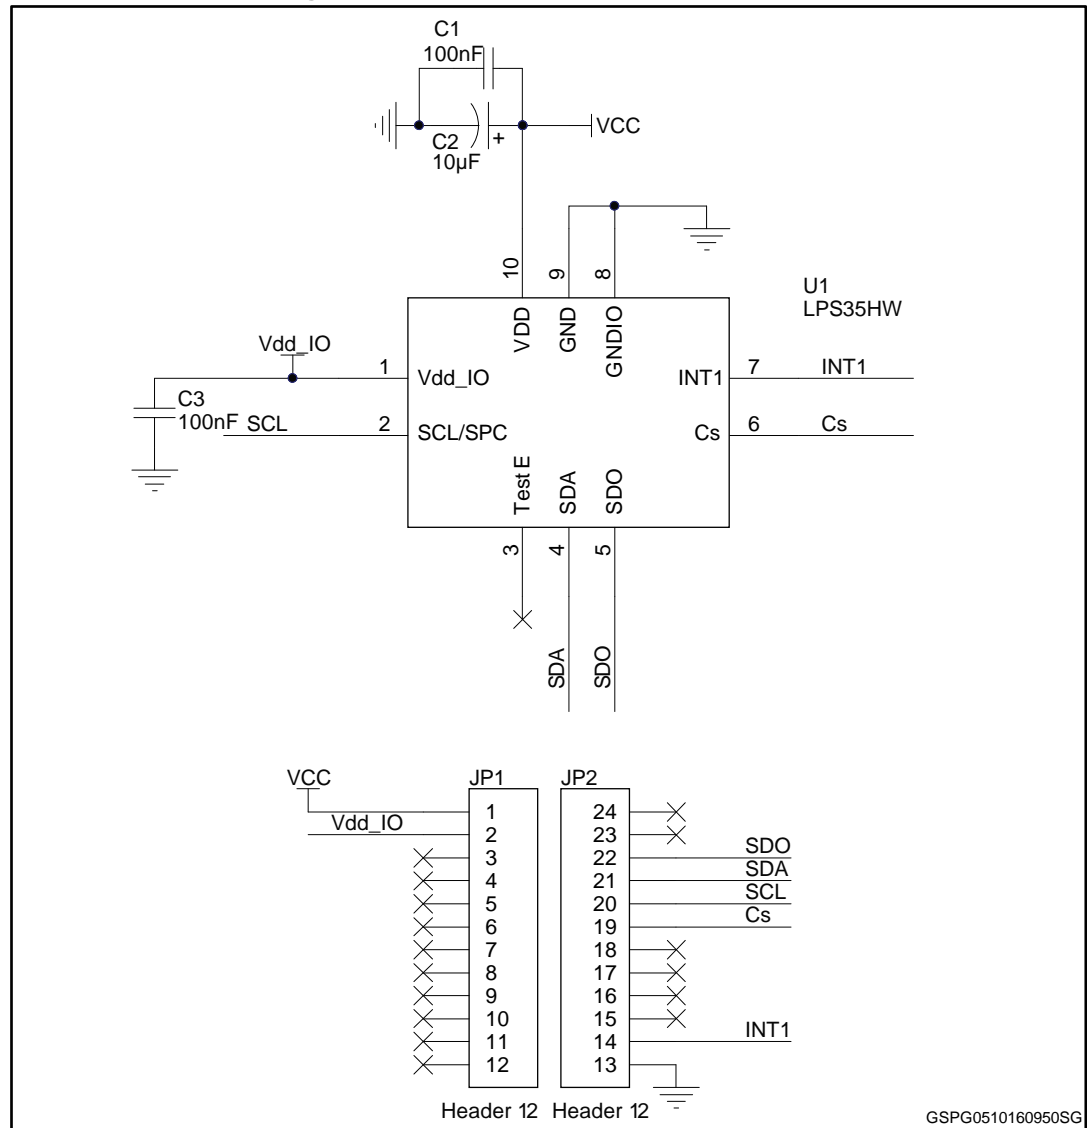 C1
100nF
C2
+
10µF
VCC
10
9
8
U1
LPS35HW
VDD
GND
GNDIO
Vdd_IO
1
Vdd_IO
INT1
7
INT1
C3
100nF
SCL
2
SCL/SPC
Cs
6
Cs
Test E
SDA
SDO
3
4
5
SDA
SDO
VCC
Vdd_IO
JP1
1
2
3
4
5
6
7
8
9
10
11
12
Header 12
JP2
24
23
22
21
20
19
18
17
16
15
14
13
Header 12
SDO
SDA
SCL
Cs
INT1
GSPG0510160950SG